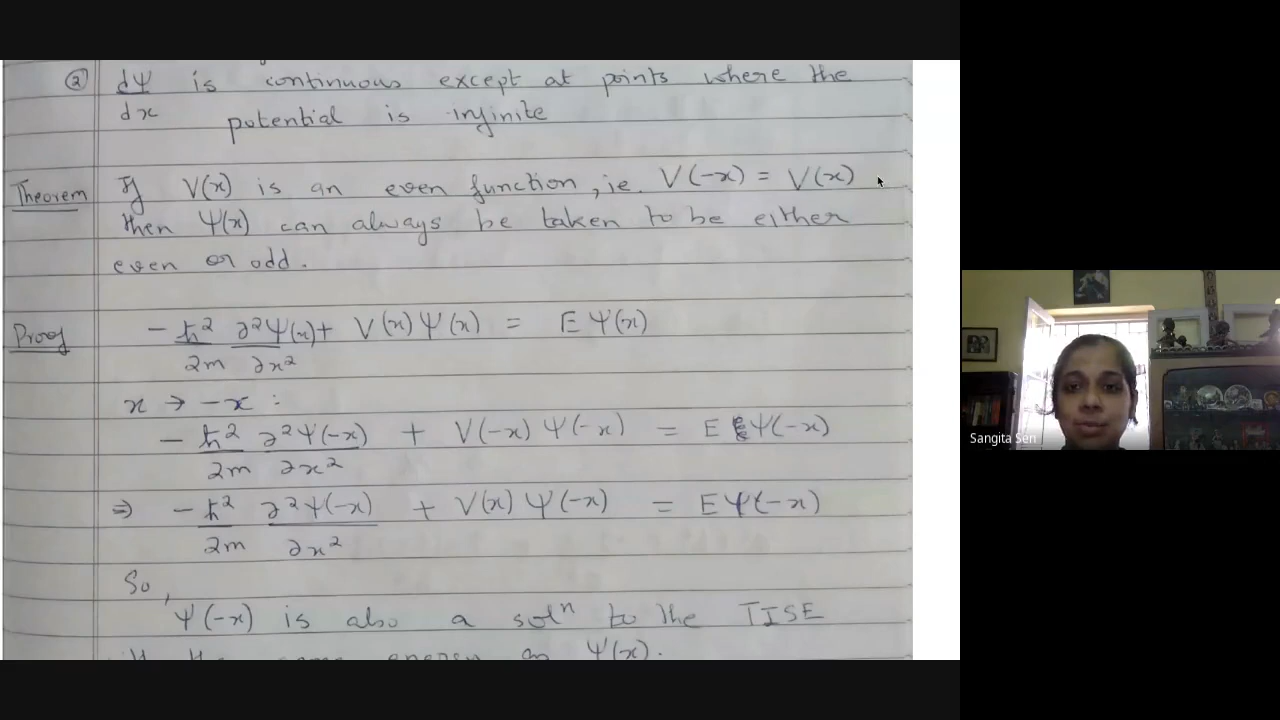 ② dΨ/dx is continuous except at points where the
potential is infinite
Theorem If V(x) is an even function, ie. V(-x) = V(x)
then Ψ(x) can always be taken to be either
even or odd.
Proof -ħ²/2m ∂²Ψ(x)/∂x² + V(x)Ψ(x) = EΨ(x)
x → -x :
-ħ²/2m ∂²Ψ(-x)/∂x² + V(-x)Ψ(-x) = EΨ(-x)
⇒ -ħ²/2m ∂²Ψ(-x)/∂x² + V(x)Ψ(-x) = EΨ(-x)
So,
Ψ(-x) is also a solⁿ to the TISE
energy as Ψ(x).
Sangita Sen